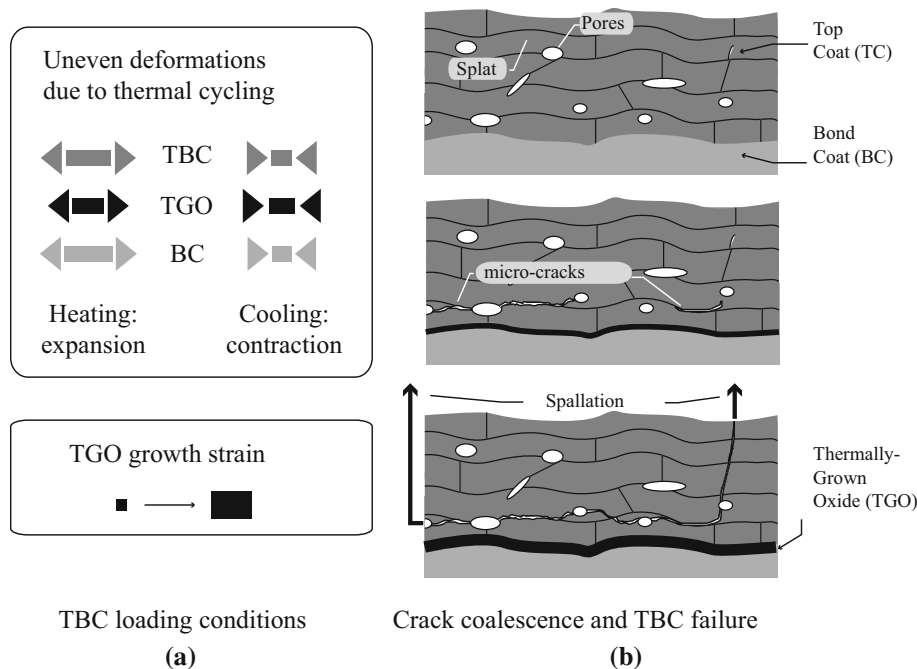 Uneven deformations
due to thermal cycling
TBC
TGO
BC
Heating:
expansion
Cooling:
contraction
TGO growth strain
TBC loading conditions
(a)
Pores
Splat
Top
Coat (TC)
Bond
Coat (BC)
micro-cracks
Spallation
Thermally-
Grown
Oxide (TGO)
Crack coalescence and TBC failure
(b)